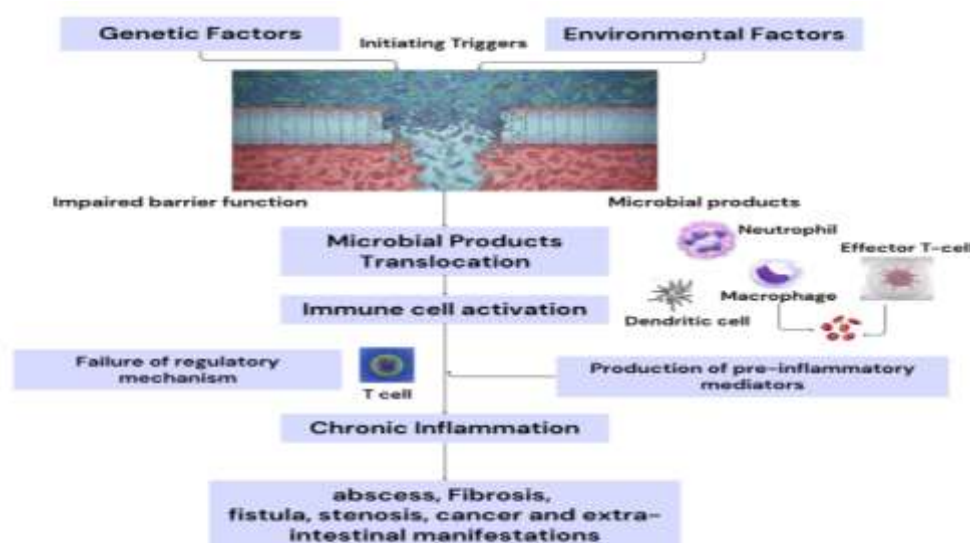 Genetic Factors
Initiating Triggers
Environmental Factors
Impaired barrier function
Microbial products
Microbial Products
Translocation
Neutrophil
Effector T-cell
Macrophage
Dendritic cell
Immune cell activation
Failure of regulatory
mechanism
T cell
Production of pre-inflammatory
mediators
Chronic Inflammation
abscess, Fibrosis,
fistula, stenosis, cancer and extra-
intestinal manifestations